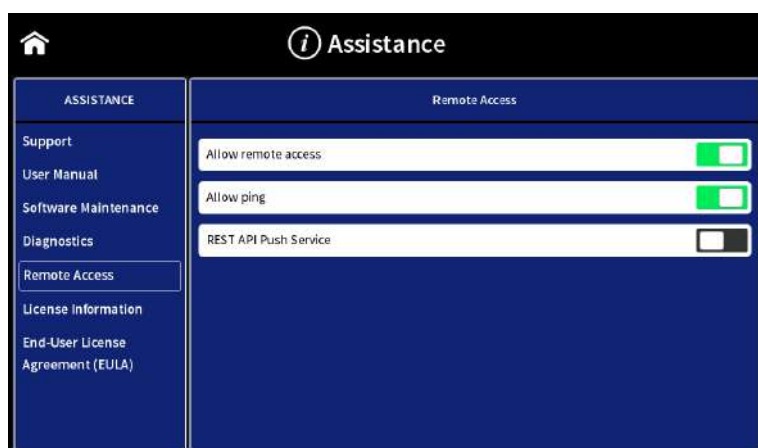 Assistance
ASSISTANCE
Remote Access
Support
User Manual
Software Maintenance
Diagnostics
Remote Access
License Information
End-User License
Agreement (EULA)
Allow remote access
Allow ping
REST API Push Service